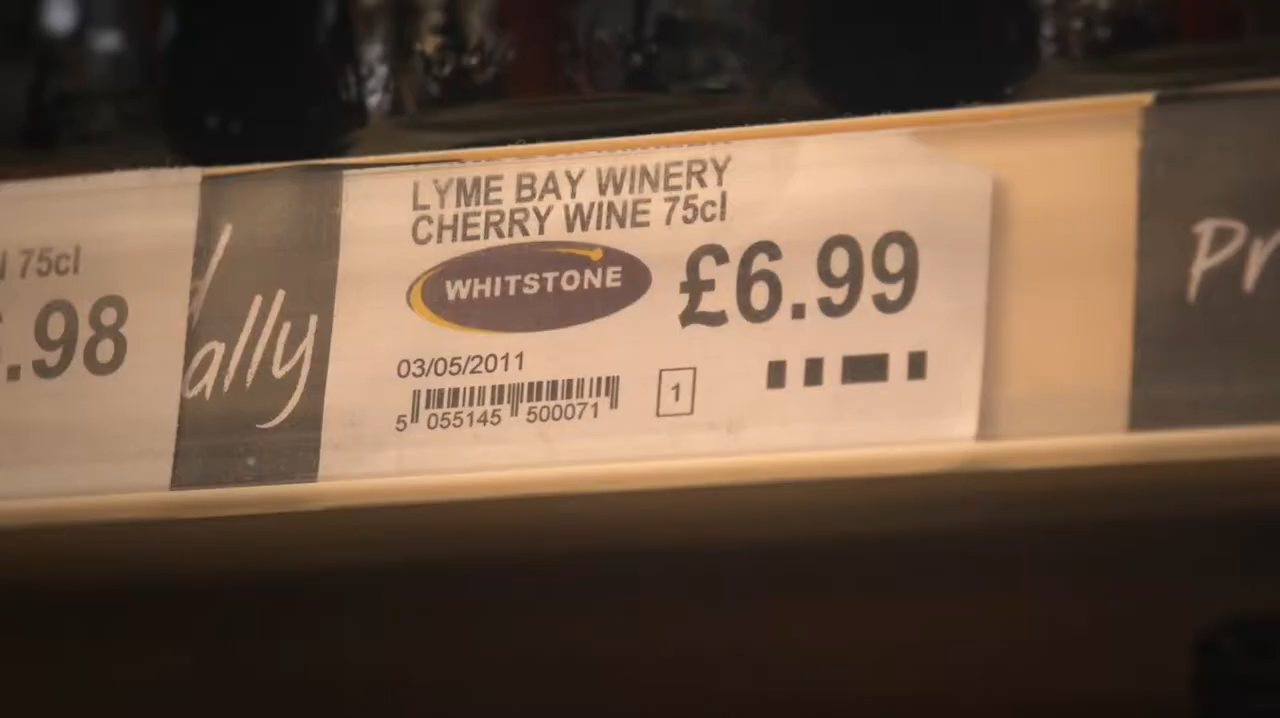 75cl
.98
ally
LYME BAY WINERY
CHERRY WINE 75cl
WHITSTONE
£6.99
03/05/2011
5 055145 500071
1
Pr